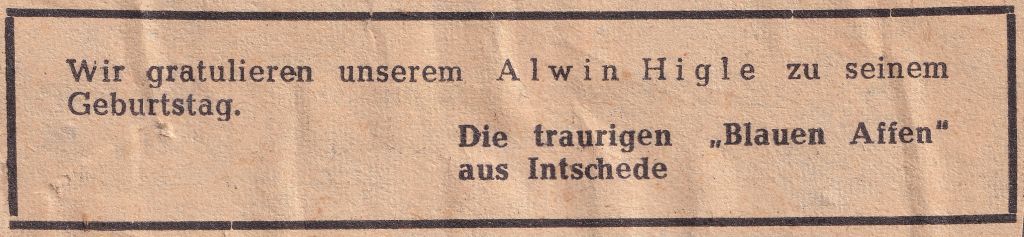 Wir gratulieren unserem Alwin Higle zu seinem
Geburtstag.
Die traurigen „Blauen Affen“
aus Intschede